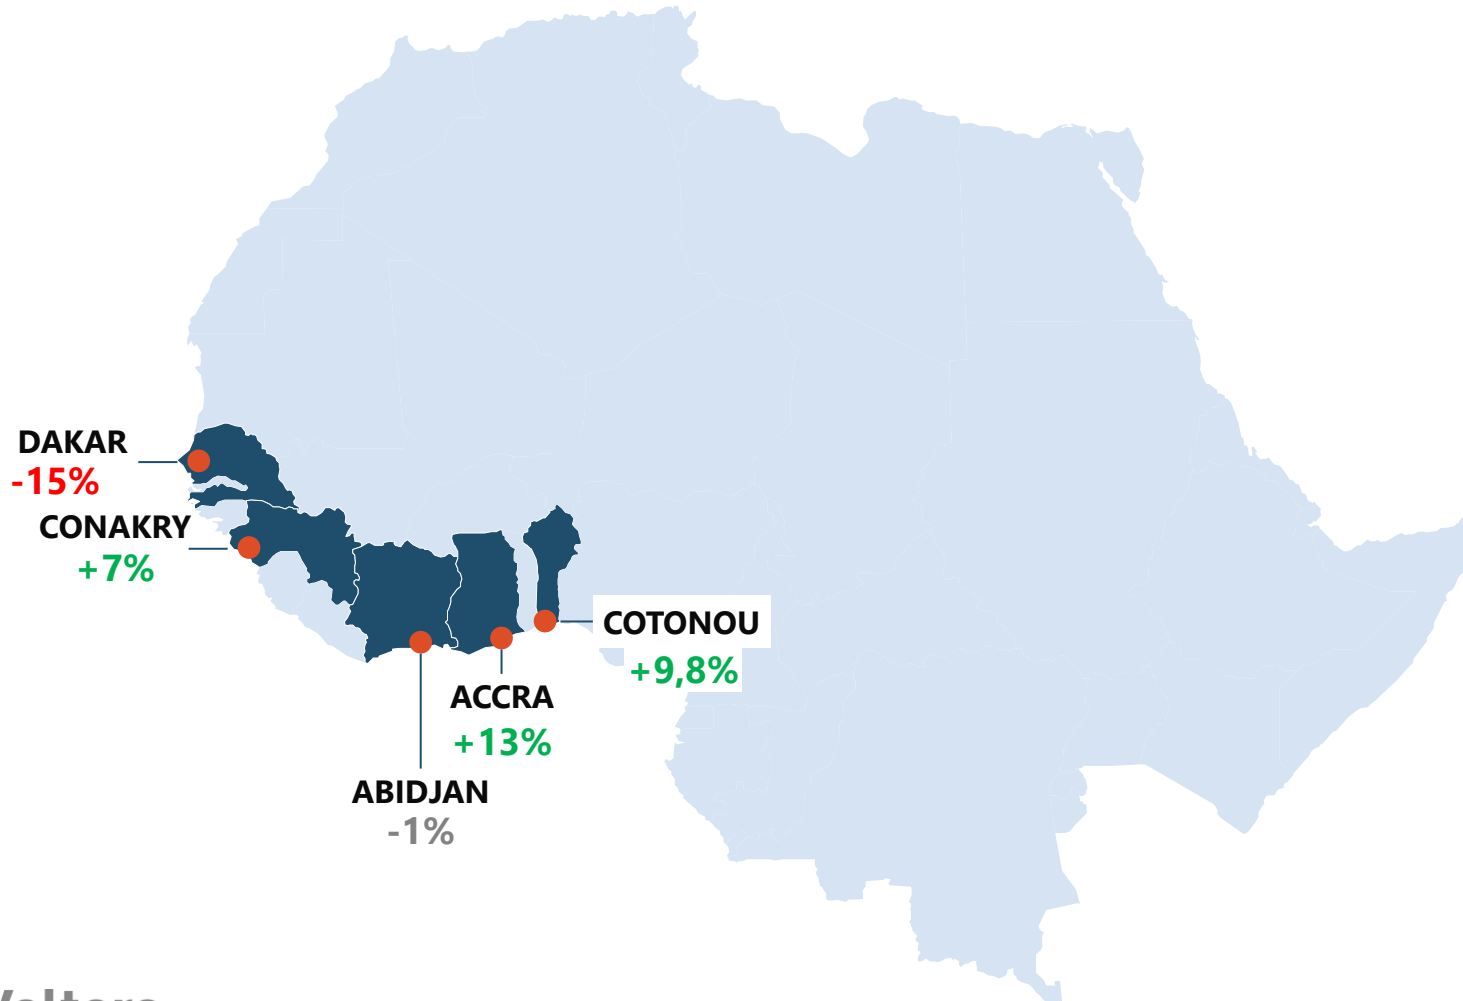 DAKAR
-15%
CONAKRY
+7%
COTONOU
+9,8%
ACCRA
+13%
ABIDJAN
-1%